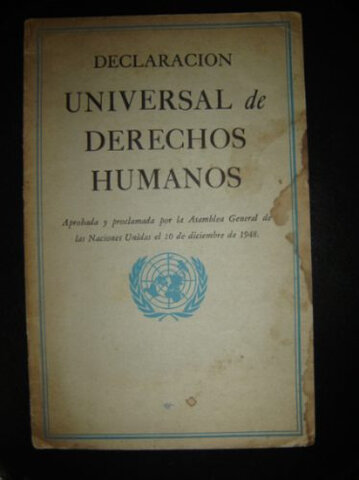 DECLARACION
UNIVERSAL de
DERECHOS
HUMANOS
Aprobada y proclamada por la Asamblea General de
las Naciones Unidas el 10 de diciembre de 1948.